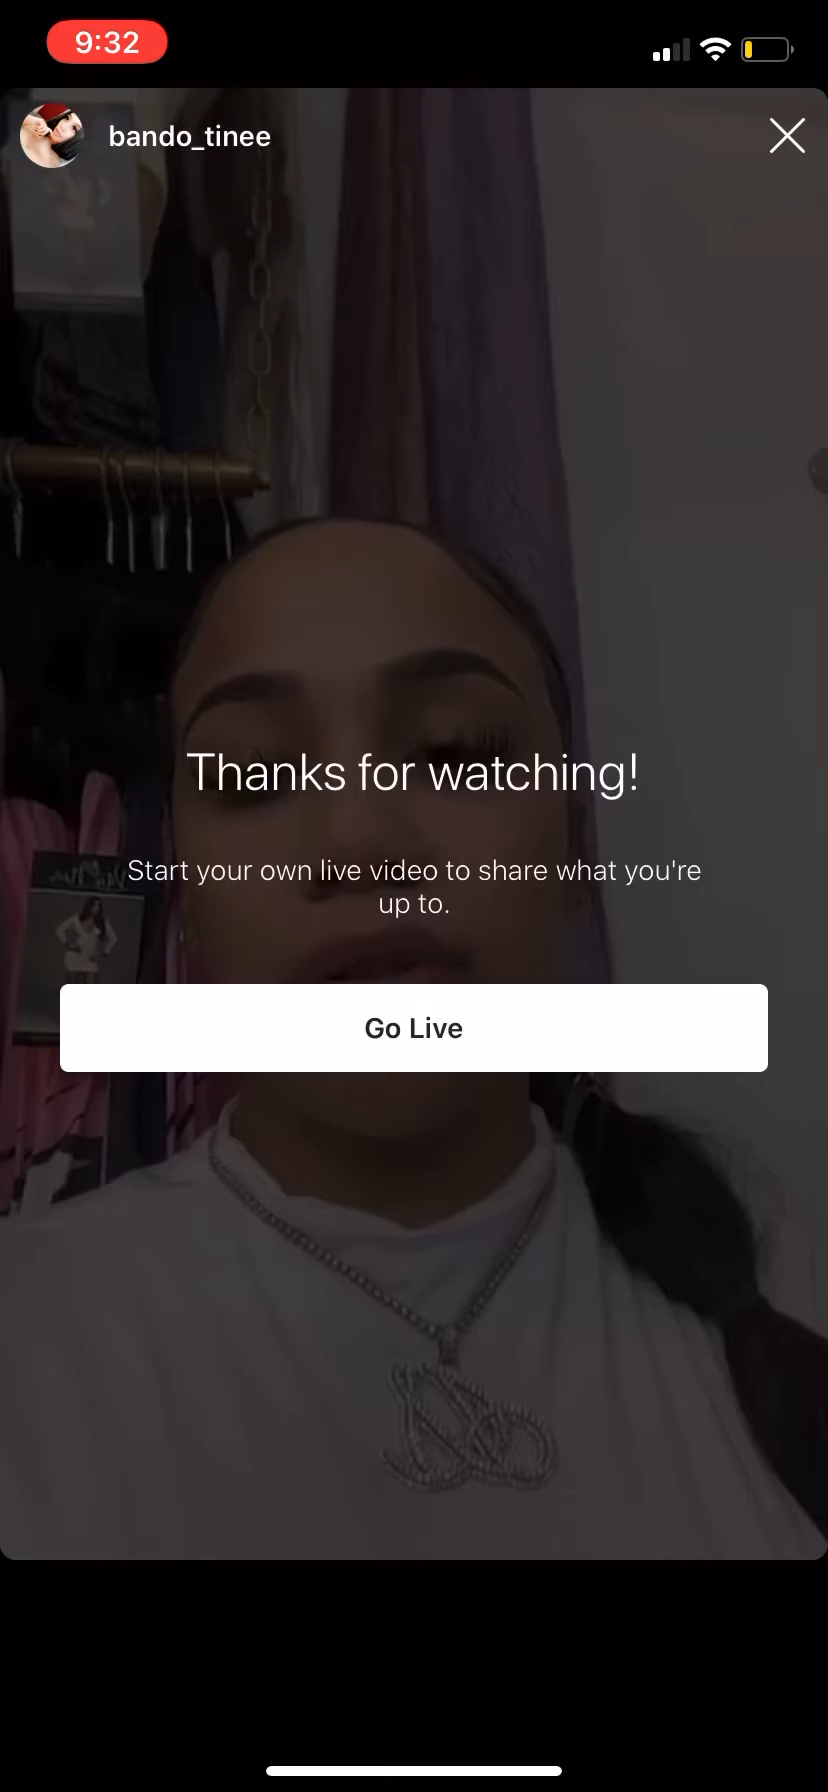 9:32
bando_tinee
Thanks for watching!
Start your own live video to share what you're
up to.
Go Live